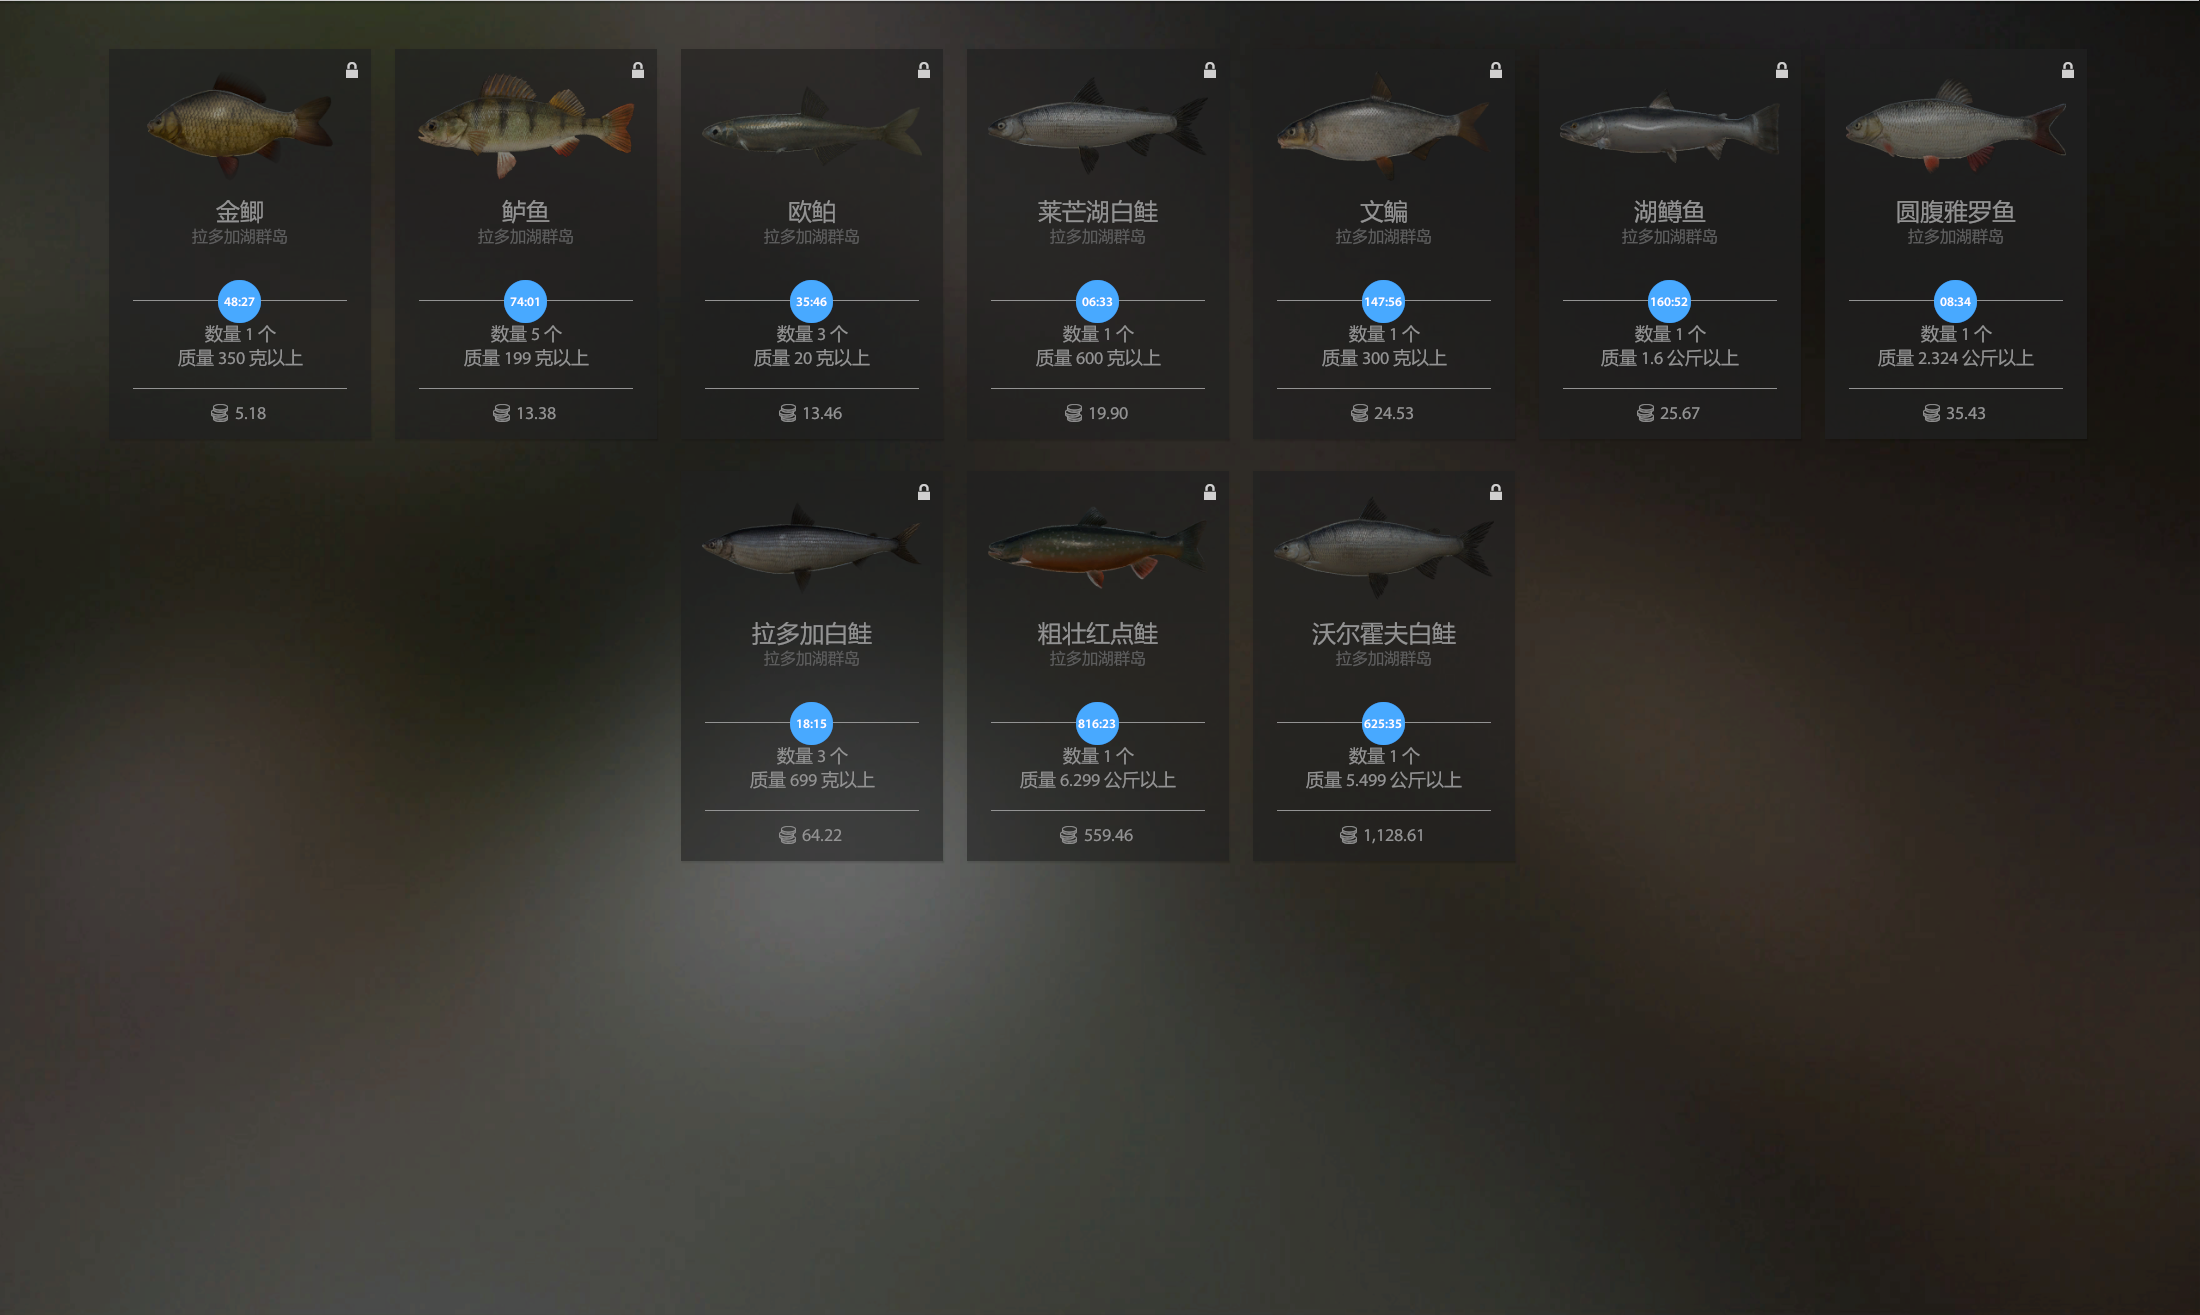 金鲫
拉多加湖群岛
48:27
数量 1 个
质量 350 克以上
5.18
鲈鱼
拉多加湖群岛
74:01
数量 5 个
质量 199 克以上
13.38
欧鲌
拉多加湖群岛
35:46
数量 3 个
质量 20 克以上
13.46
莱芒湖白鲑
拉多加湖群岛
06:33
数量 1 个
质量 600 克以上
19.90
文鳊
拉多加湖群岛
147:56
数量 1 个
质量 300 克以上
24.53
湖鳟鱼
拉多加湖群岛
160:52
数量 1 个
质量 1.6 公斤以上
25.67
圆腹雅罗鱼
拉多加湖群岛
08:34
数量 1 个
质量 2.324 公斤以上
35.43
拉多加白鲑
拉多加湖群岛
18:15
数量 3 个
质量 699 克以上
64.22
粗壮红点鲑
拉多加湖群岛
816:23
数量 1 个
质量 6.299 公斤以上
559.46
沃尔霍夫白鲑
拉多加湖群岛
625:35
数量 1 个
质量 5.499 公斤以上
1,128.61